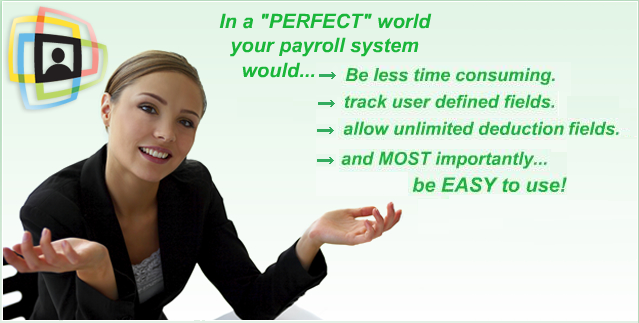 In a "PERFECT" world
your payroll system
would...
→ Be less time consuming.
→ track user defined fields.
→ allow unlimited deduction fields.
→ and MOST importantly...
be EASY to use!